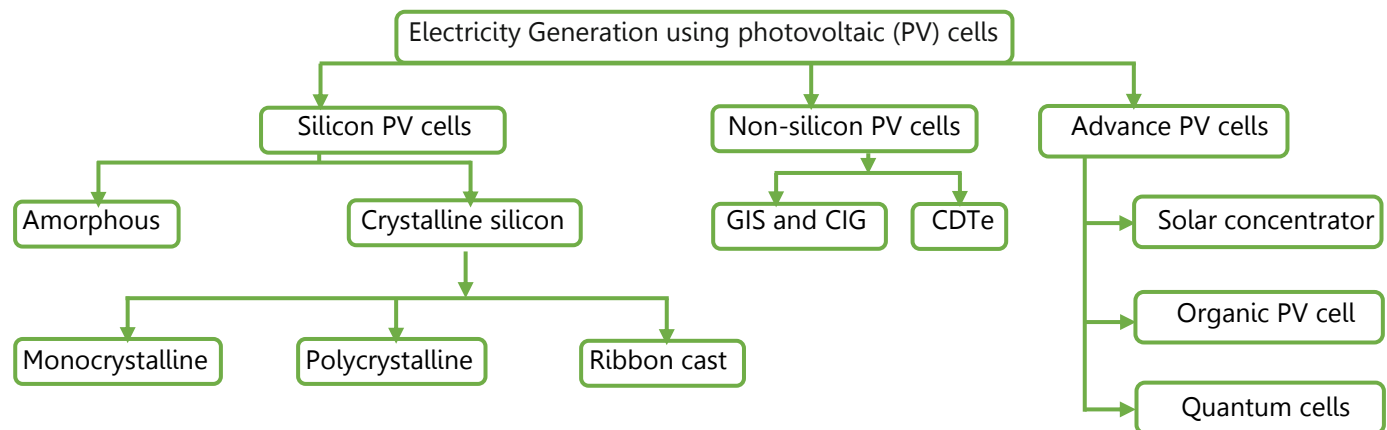 Electricity Generation using photovoltaic (PV) cells
Silicon PV cells
Non-silicon PV cells
Advance PV cells
Amorphous
Crystalline silicon
GIS and CIG
CDTe
Solar concentrator
Organic PV cell
Monocrystalline
Polycrystalline
Ribbon cast
Quantum cells